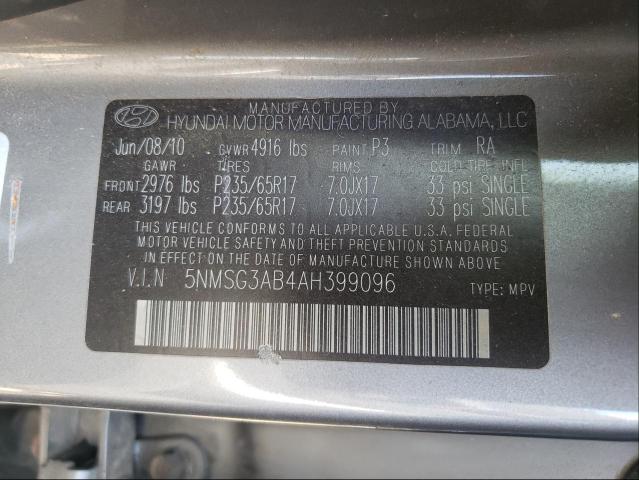 MANUFACTURED BY
HYUNDAI MOTOR MANUFACTURING ALABAMA, LLC
Jun/08/10 GVWR 4916 lbs PAINT P3 TRIM RA
GAWR TIRES RIMS COLD TIRE INFL
FRONT 2976 lbs P235/65R17 7.0JX17 33 psi SINGLE
REAR 3197 lbs P235/65R17 7.0JX17 33 psi SINGLE
THIS VEHICLE CONFORMS TO ALL APPLICABLE U.S.A. FEDERAL
MOTOR VEHICLE SAFETY AND THEFT PREVENTION STANDARDS
IN EFFECT ON THE
DATE OF MANUFACTURE SHOWN ABOVE.
V.I.N 5NMSG3AB4AH399096 TYPE: MPV